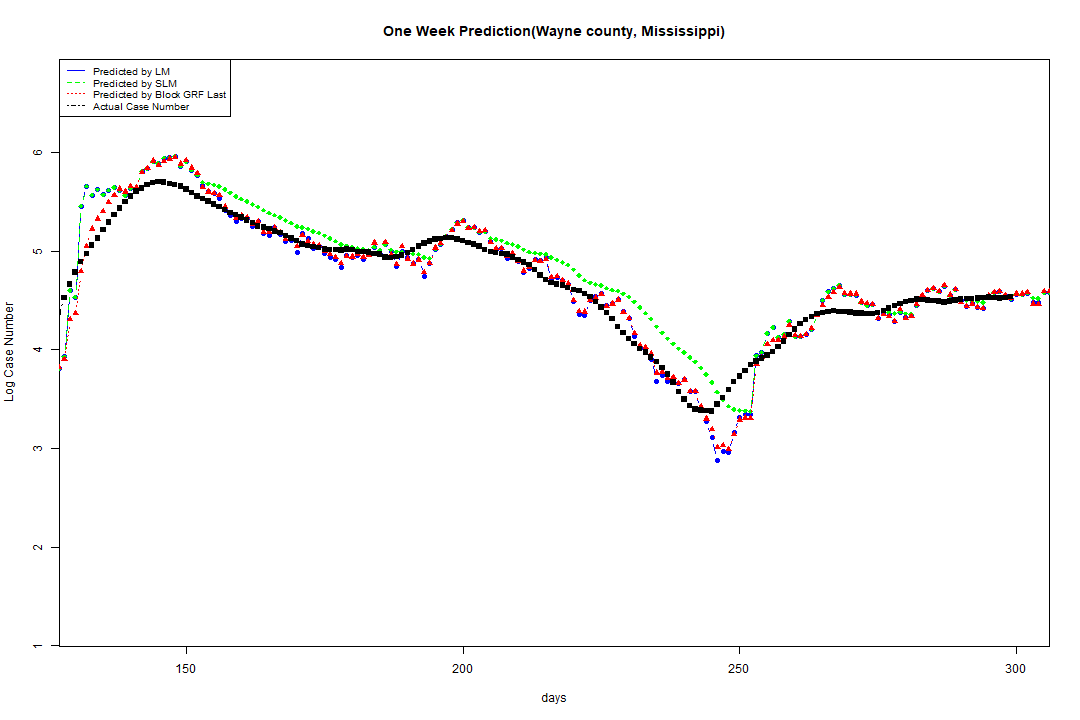 One Week Prediction(Wayne county, Mississippi)
Predicted by LM
Predicted by SLM
Predicted by Block GRF Last
Actual Case Number
6
5
4
3
2
1
Log Case Number
150 200 250 300
days